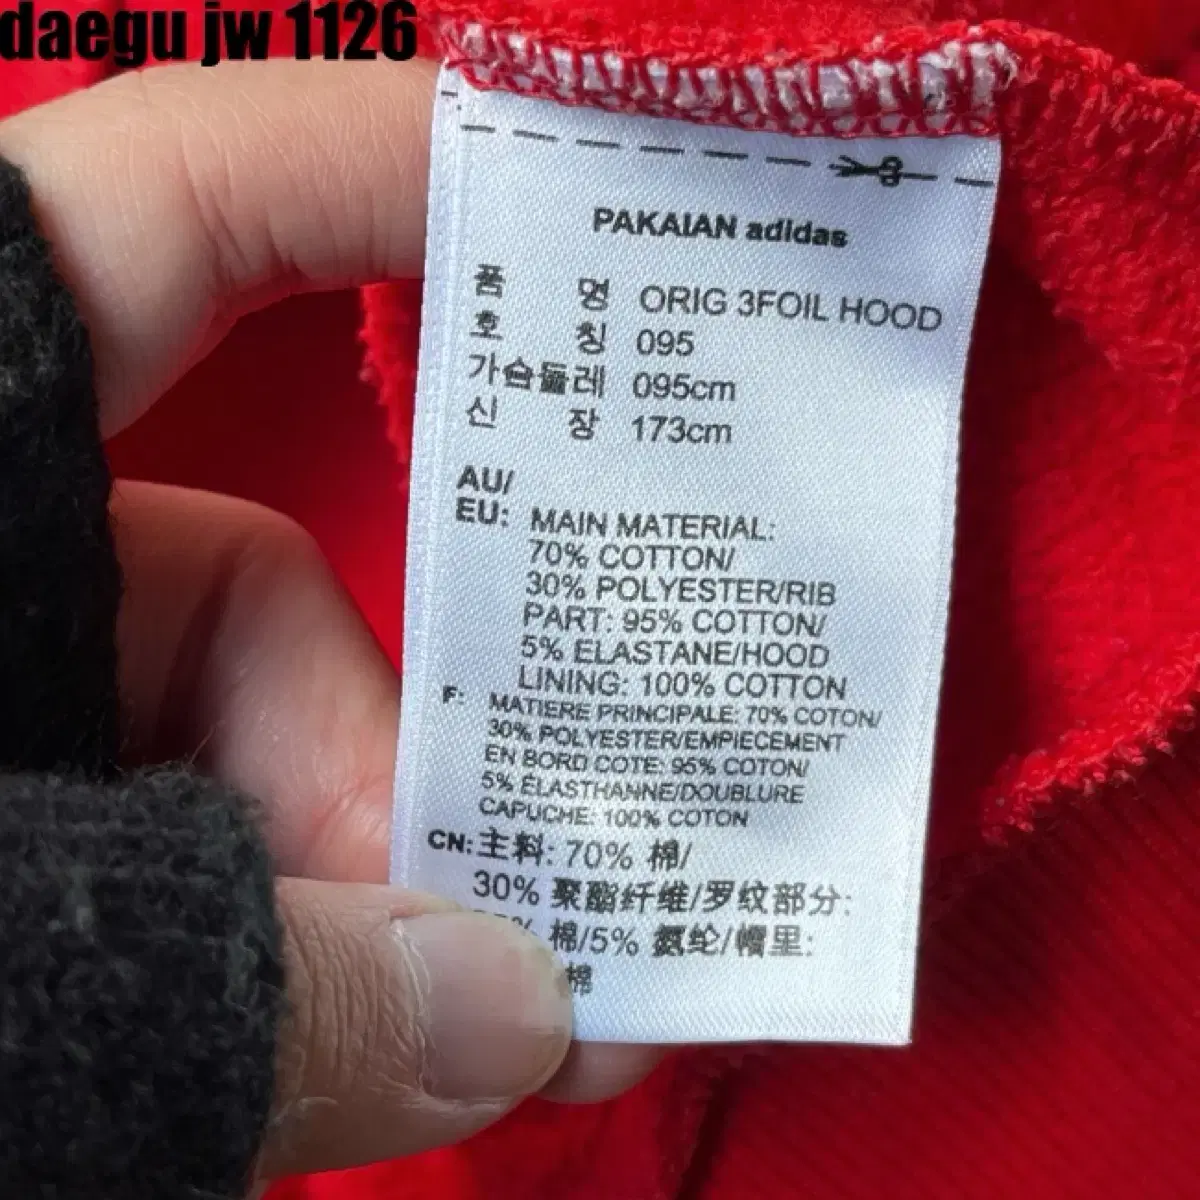 daegu jw 1126
PAKAIAN adidas
품 명 ORIG 3FOIL HOOD
호 칭 095
가슴둘레 095cm
신 장 173cm
AU/
EU: MAIN MATERIAL:
70% COTTON/
30% POLYESTER/RIB
PART: 95% COTTON/
5% ELASTANE/HOOD
LINING: 100% COTTON
F: MATIERE PRINCIPALE: 70% COTON/
30% POLYESTER/EMPIECEMENT
EN BORD COTE: 95% COTON/
5% ELASTHANNE/DOUBLURE
CAPUCHE: 100% COTON
CN: 主料: 70% 棉/
30% 聚酯纤维/罗纹部分:
棉/5% 氨纶/帽里:
棉